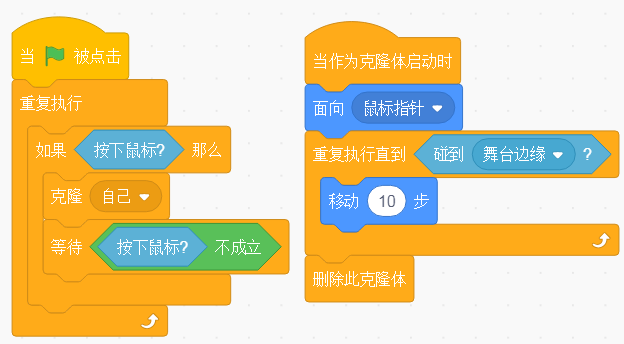 当 被点击
重复执行
如果 按下鼠标? 那么
克隆 自己
等待 按下鼠标? 不成立
当作为克隆体启动时
面向 鼠标指针
重复执行直到 碰到 舞台边缘 ?
移动 10 步
删除此克隆体